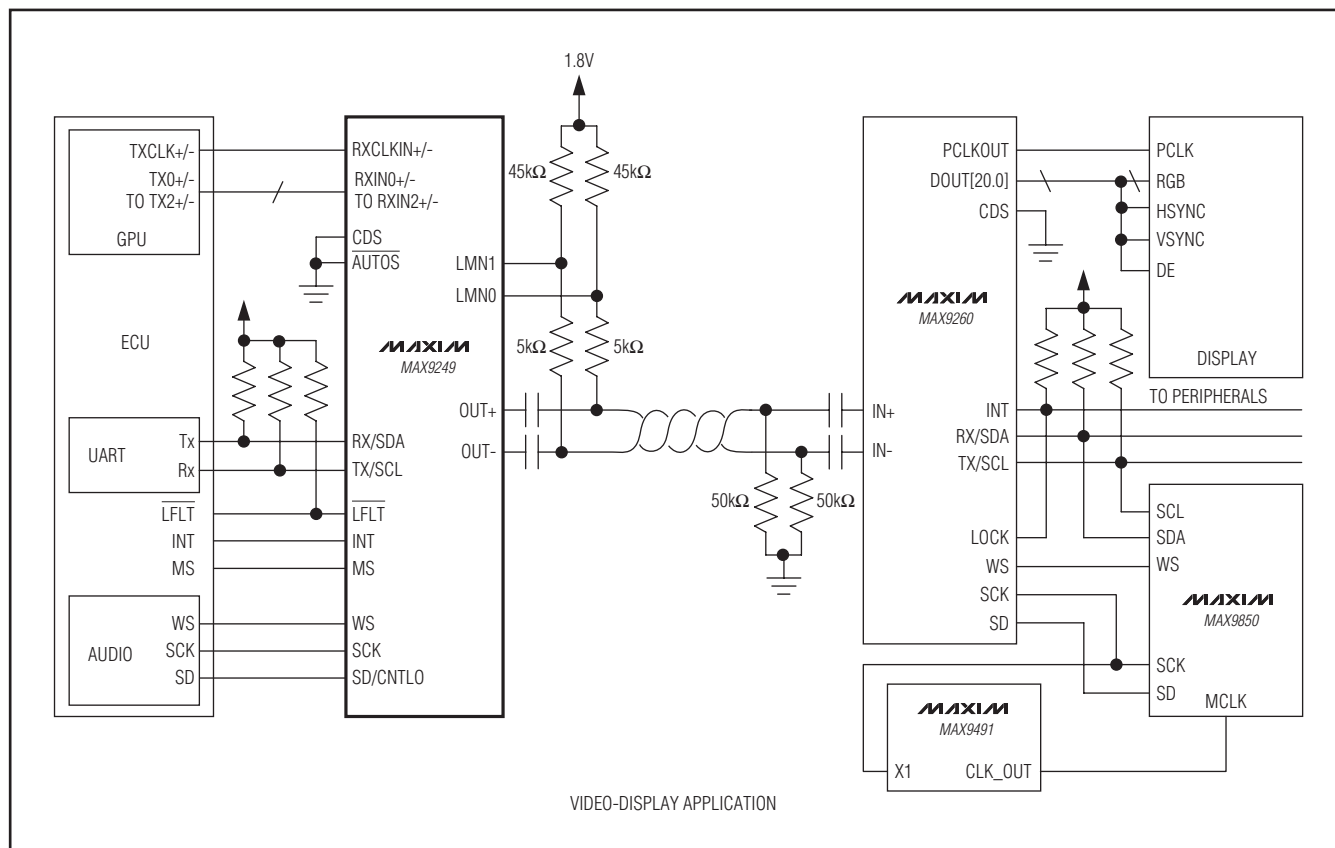 1.8V
45kΩ
45kΩ
5kΩ
5kΩ
50kΩ
50kΩ
TXCLK+/-
TX0+/-
TO TX2+/-
GPU
ECU
UART
Tx
Rx
LFLT
INT
MS
AUDIO
WS
SCK
SD
RXCLKIN+/-
RXIN0+/-
TO RXIN2+/-
CDS
AUTOS
LMN1
LMN0
MAXIM
MAX9249
OUT+
OUT-
RX/SDA
TX/SCL
LFLT
INT
MS
WS
SCK
SD/CNTLO
PCLKOUT
DOUT[20.0]
CDS
MAXIM
MAX9260
IN+
IN-
INT
RX/SDA
TX/SCL
LOCK
WS
SCK
SD
PCLK
RGB
HSYNC
VSYNC
DE
DISPLAY
TO PERIPHERALS
SCL
SDA
WS
MAXIM
MAX9850
SCK
SD
MCLK
MAXIM
MAX9491
X1
CLK_OUT
VIDEO-DISPLAY APPLICATION